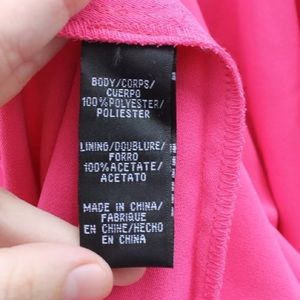 BODY/CORPS/
CUERPO
100%POLYESTER/
POLIESTER
LINING/DOUBLURE/
FORRO
100%ACETATE/
ACETATO
MADE IN CHINA/
FABRIQUE
EN CHINE/HECHO
EN CHINA